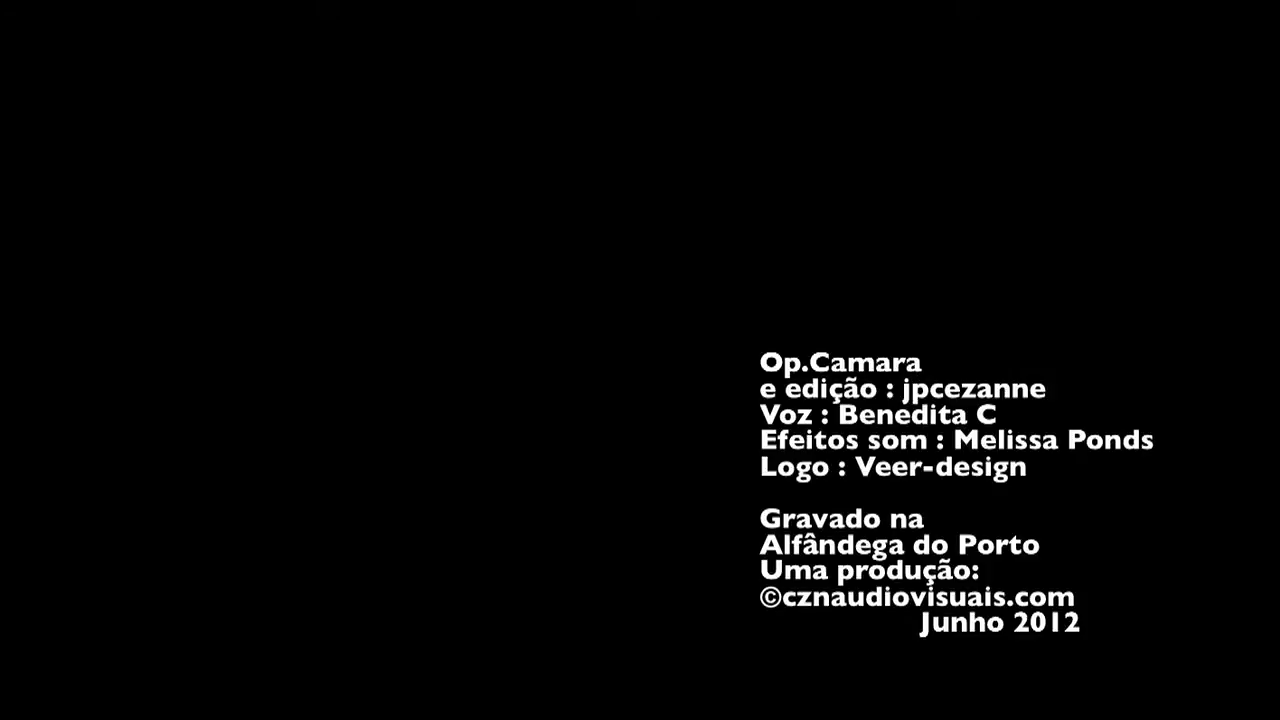 Op.Camara
e edição : jpcezanne
Voz : Benedita C
Efeitos som : Melissa Ponds
Logo : Veer-design
Gravado na
Alfândega do Porto
Uma produção:
©cznaudiovisuais.com
Junho 2012